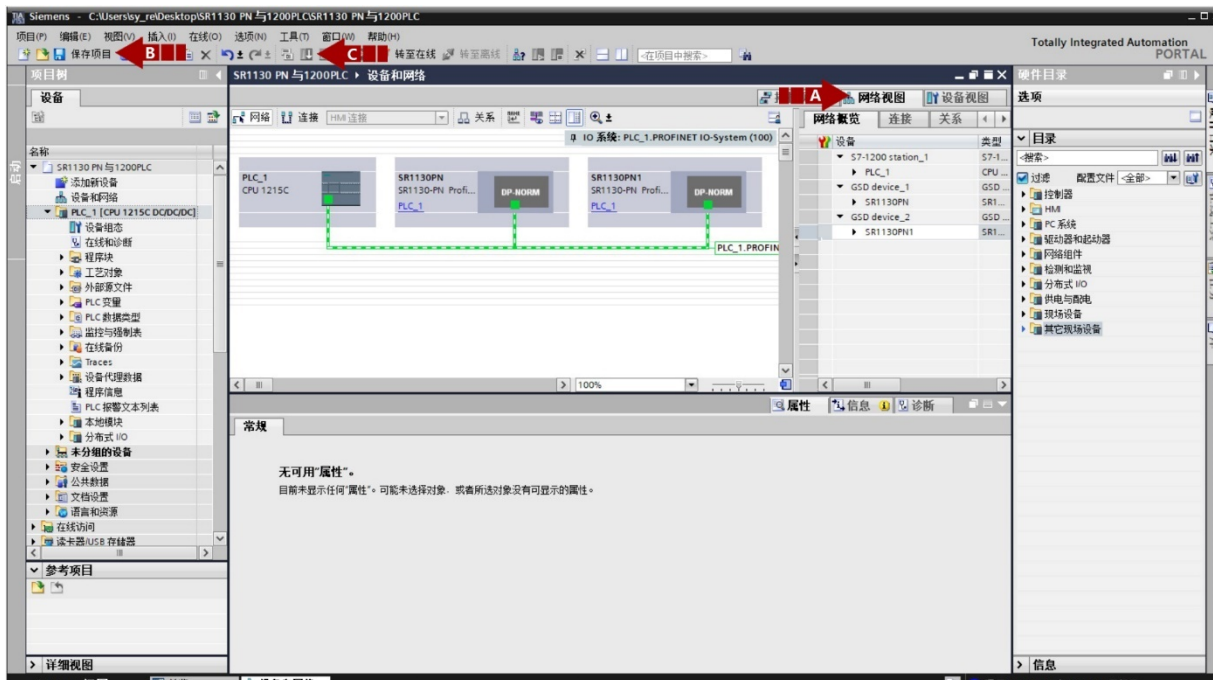 Siemens - C:\Users\sy_re\Desktop\SR1130 PN 与1200PLC\SR1130 PN 与1200PLC
项目(P) 编辑(E) 视图(V) 插入(I) 在线(O) 选项(N) 工具(T) 窗口(W) 帮助(H)
Totally Integrated Automation
PORTAL
保存项目 B C 转至在线 转至离线 <在项目中搜索>
项目树
SR1130 PN 与1200PLC ▸ 设备和网络
硬件目录
设备
A 网络视图 设备视图
选项
网络 连接 HMI 连接 关系
网络概览 连接 关系
IO 系统: PLC_1.PROFINET IO-System (100)
目录
名称
设备 类型
<搜索>
过滤 配置文件 <全部>
SR1130 PN 与1200PLC
添加新设备
设备和网络
PLC_1 [CPU 1215C DC/DC/DC]
设备组态
在线和诊断
程序块
工艺对象
外部源文件
PLC 变量
PLC 数据类型
监控与强制表
在线备份
Traces
设备代理数据
程序信息
PLC 报警文本列表
本地模块
分布式 I/O
未分组的设备
安全设置
公共数据
文档设置
语言和资源
在线访问
读卡器/USB 存储器
PLC_1
CPU 1215C
SR1130PN
SR1130-PN Profi...
DP-NORM
PLC_1
SR1130PN1
SR1130-PN Profi...
DP-NORM
PLC_1
PLC_1.PROFIN
S7-1200 station_1 S7-1...
PLC_1 CPU ...
GSD device_1 GSD ...
SR1130PN SR1...
GSD device_2 GSD ...
SR1130PN1 SR1...
控制器
HMI
PC 系统
驱动器和起动器
网络组件
检测和监视
分布式 I/O
供电与配电
现场设备
其它现场设备
100%
属性 信息 诊断
常规
无可用“属性”。
目前未显示任何“属性”。可能未选择对象，或者所选对象没有可显示的属性。
参考项目
详细视图
信息